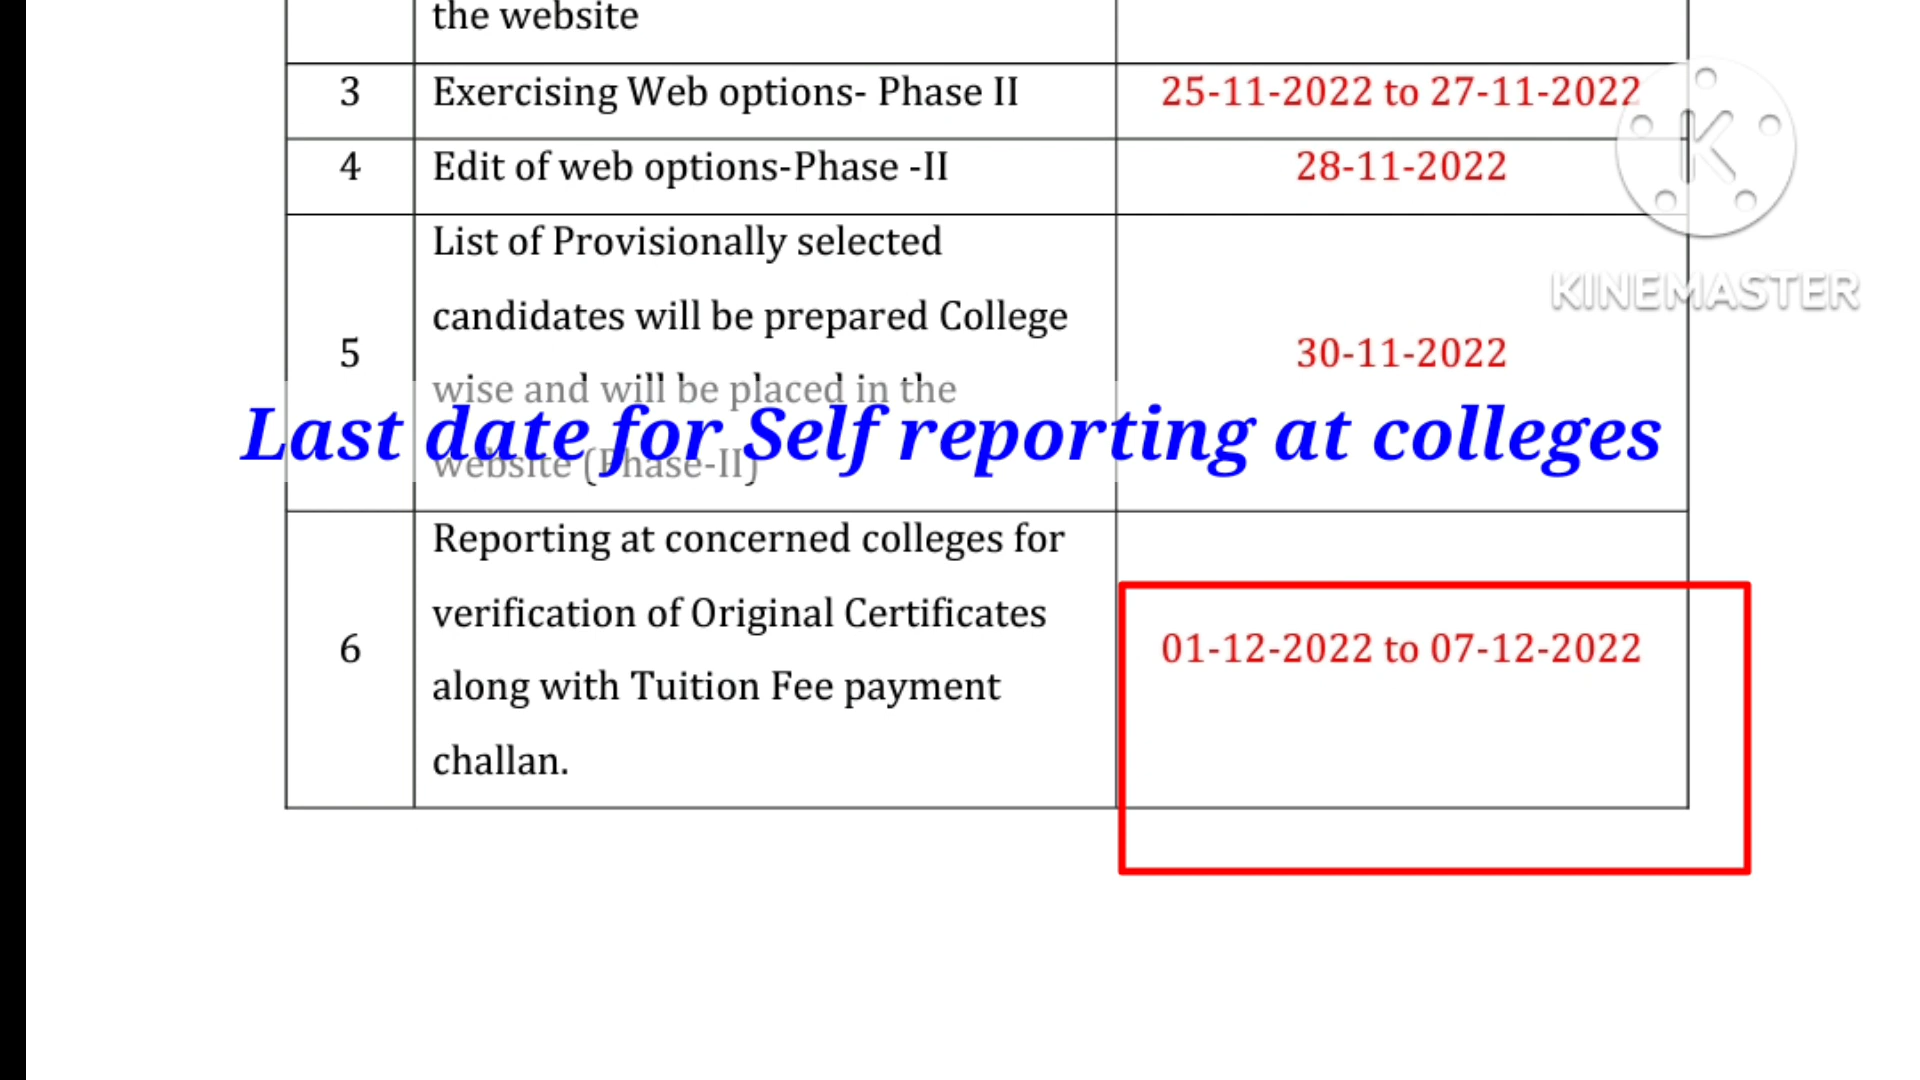 the website
3 Exercising Web options- Phase II 25-11-2022 to 27-11-2022
4 Edit of web options-Phase -II 28-11-2022
List of Provisionally selected
candidates will be prepared College
5 30-11-2022
wise and will be placed in the
Last date for Self reporting at colleges
website (Phase-II)
Reporting at concerned colleges for
verification of Original Certificates
6 01-12-2022 to 07-12-2022
along with Tuition Fee payment
challan.
K
KINEMASTER